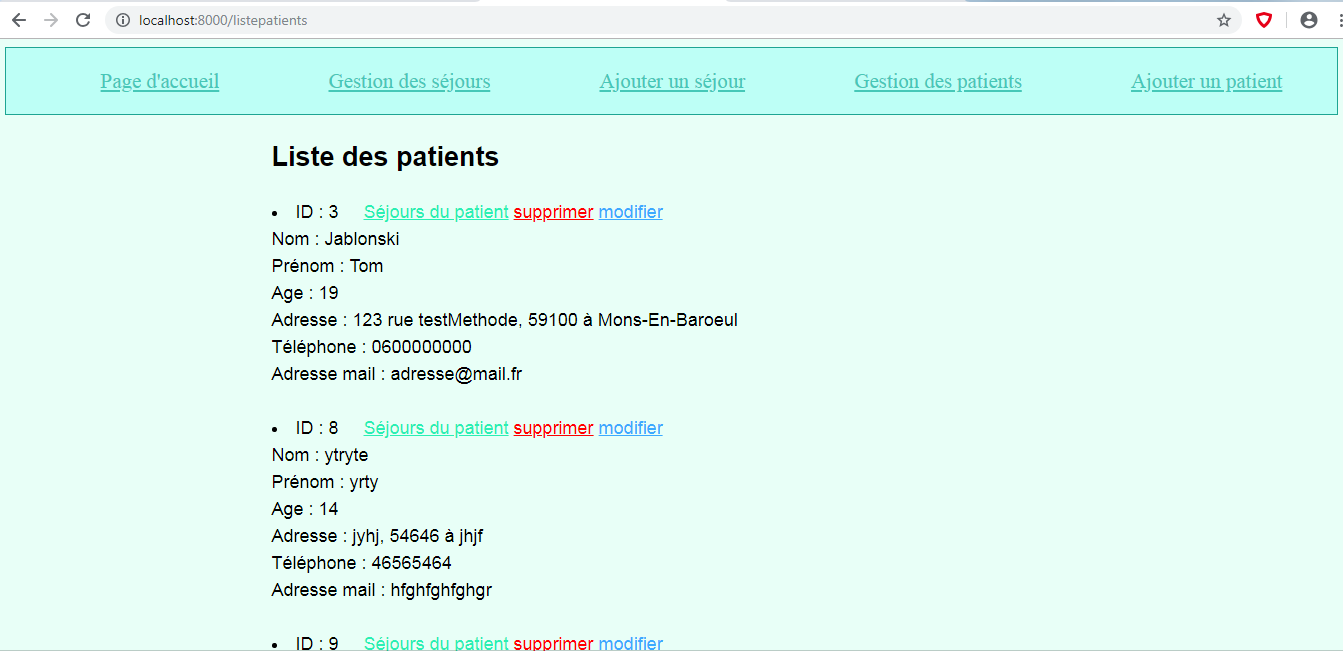 localhost:8000/listepatients
Page d'accueil Gestion des séjours Ajouter un séjour Gestion des patients Ajouter un patient
Liste des patients
• ID : 3 Séjours du patient supprimer modifier
Nom : Jablonski
Prénom : Tom
Age : 19
Adresse : 123 rue testMethode, 59100 à Mons-En-Baroeul
Téléphone : 0600000000
Adresse mail : adresse@mail.fr
• ID : 8 Séjours du patient supprimer modifier
Nom : ytryte
Prénom : yrty
Age : 14
Adresse : jyhj, 54646 à jhjf
Téléphone : 46565464
Adresse mail : hfghfghfghgr
• ID : 9 Séjours du patient supprimer modifier